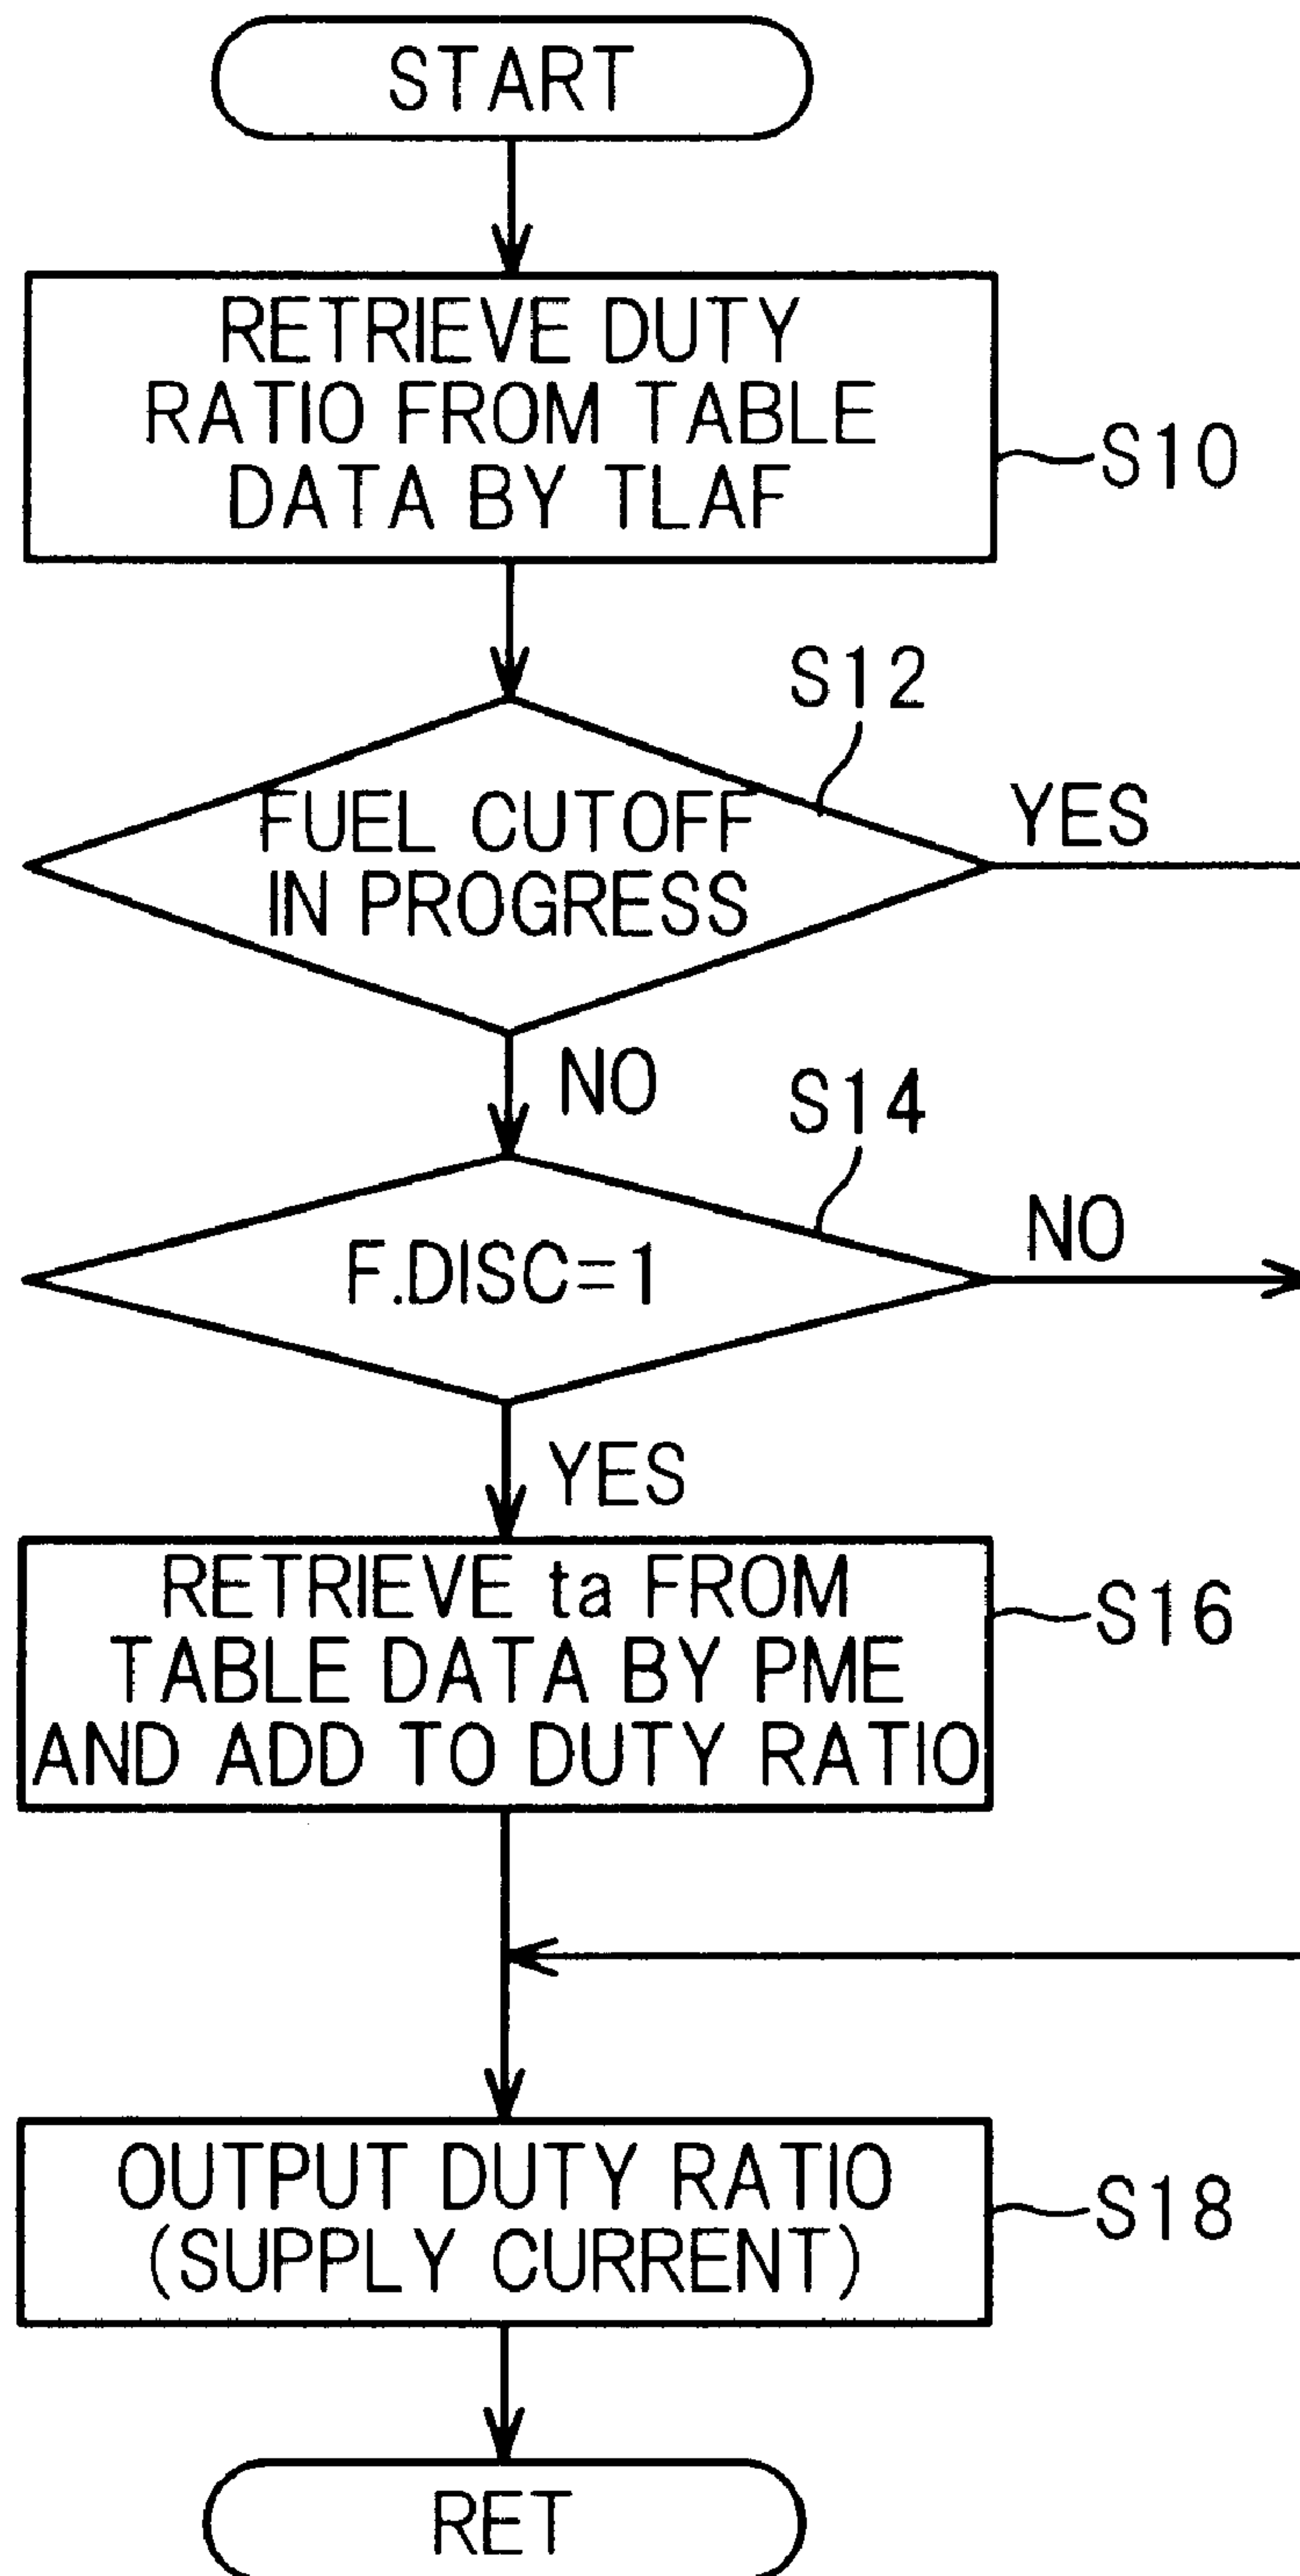 START
RETRIEVE DUTY
RATIO FROM TABLE
DATA BY TLAF
S10
S12
FUEL CUTOFF
IN PROGRESS
YES
NO
S14
F.DISC=1
NO
YES
RETRIEVE ta FROM
TABLE DATA BY PME
AND ADD TO DUTY RATIO
S16
OUTPUT DUTY RATIO
(SUPPLY CURRENT)
S18
RET